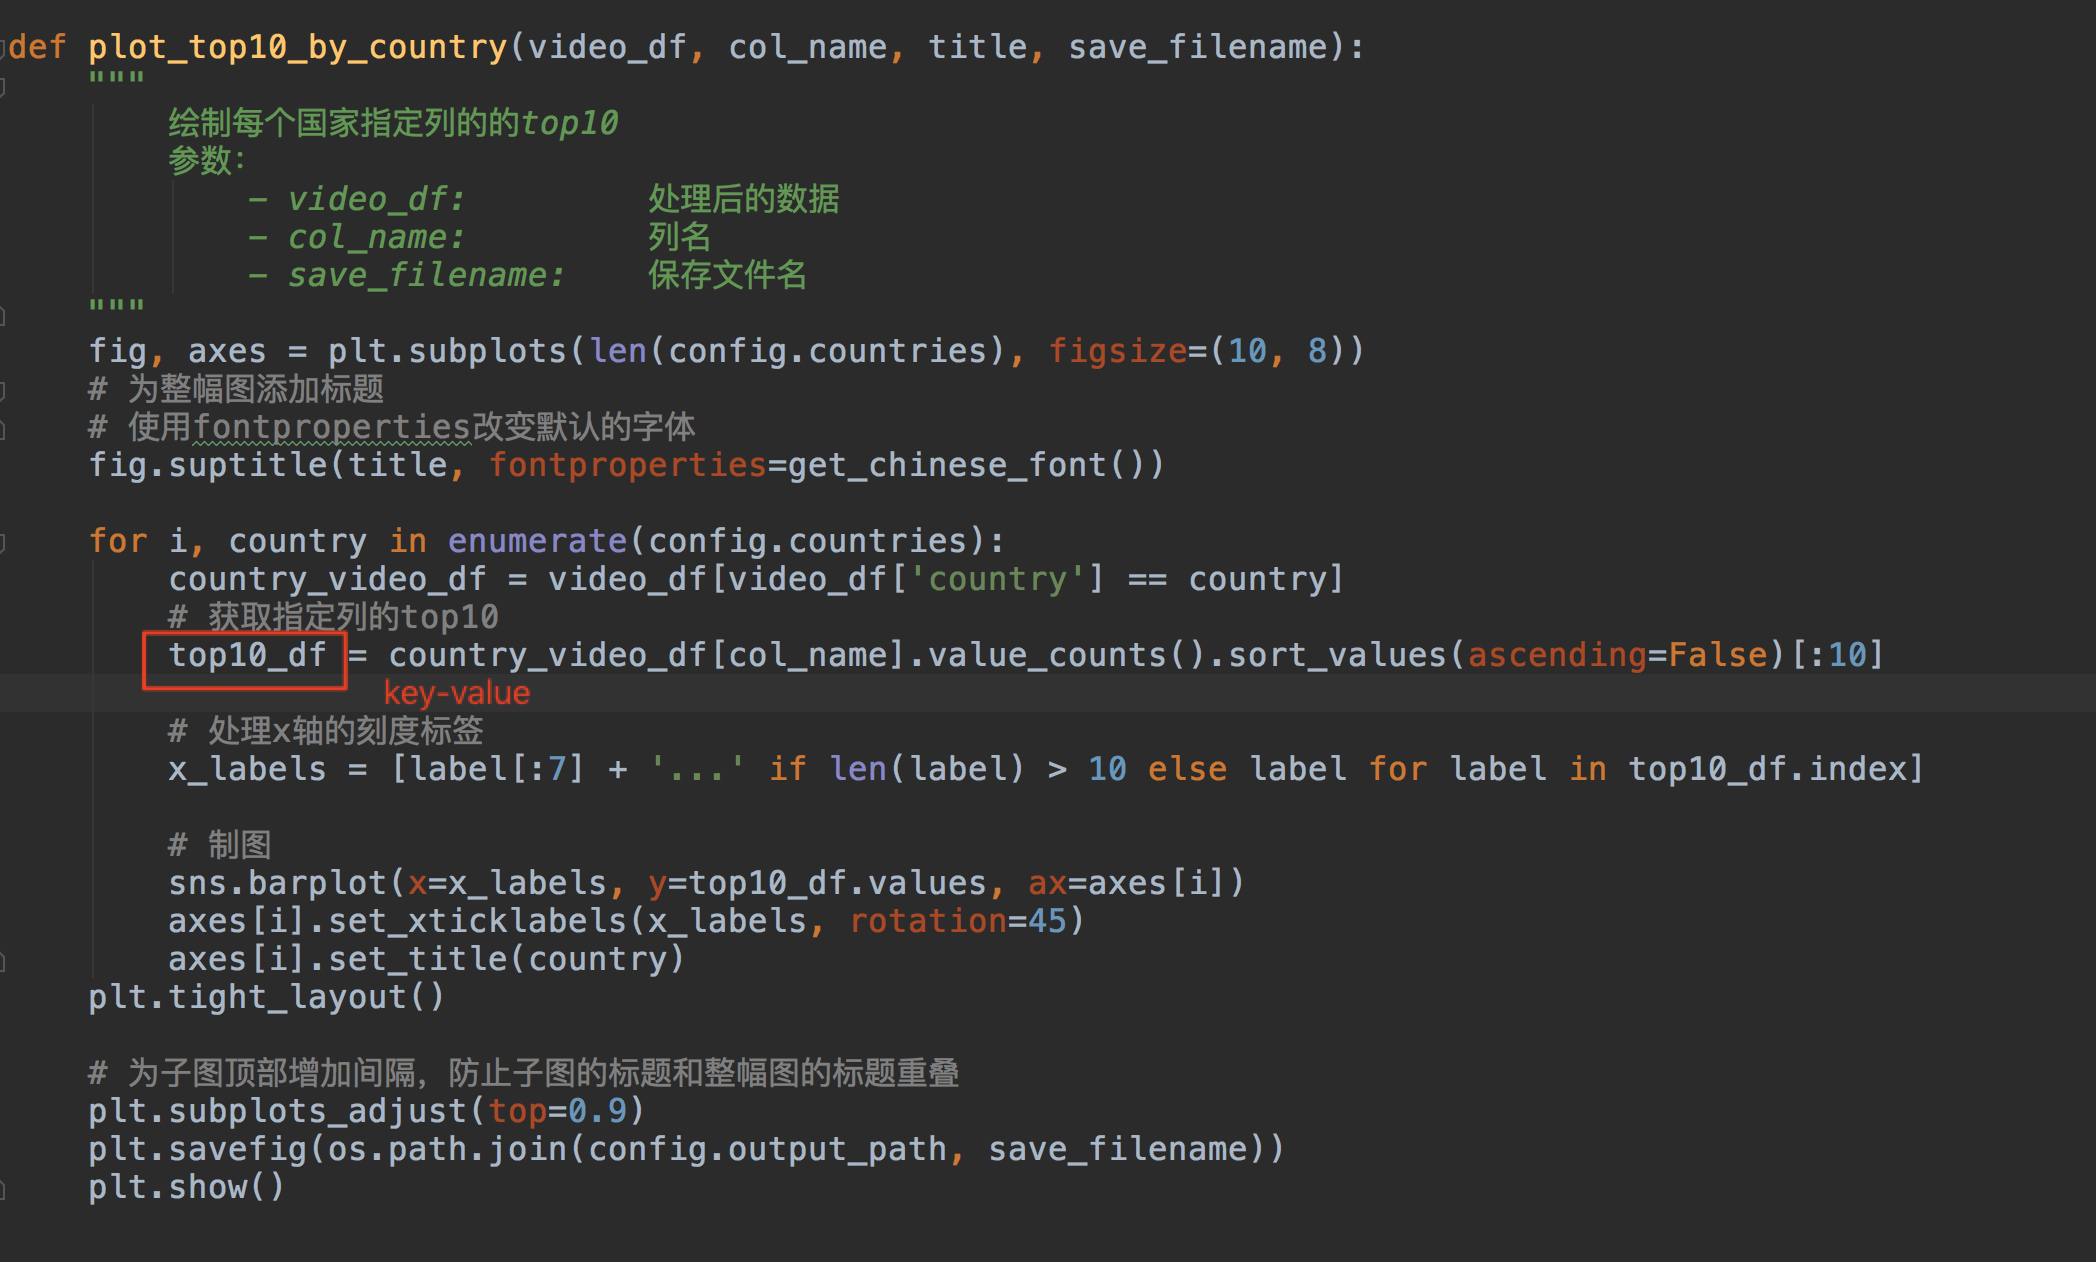 def plot_top10_by_country(video_df, col_name, title, save_filename):
    """
        绘制每个国家指定列的的top10
        参数：
            - video_df:         处理后的数据
            - col_name:         列名
            - save_filename:    保存文件名
    """
    fig, axes = plt.subplots(len(config.countries), figsize=(10, 8))
    # 为整幅图添加标题
    # 使用fontproperties改变默认的字体
    fig.suptitle(title, fontproperties=get_chinese_font())
    for i, country in enumerate(config.countries):
        country_video_df = video_df[video_df['country'] == country]
        # 获取指定列的top10
        top10_df = country_video_df[col_name].value_counts().sort_values(ascending=False)[:10]
key-value
        # 处理x轴的刻度标签
        x_labels = [label[:7] + '...' if len(label) > 10 else label for label in top10_df.index]
        # 制图
        sns.barplot(x=x_labels, y=top10_df.values, ax=axes[i])
        axes[i].set_xticklabels(x_labels, rotation=45)
        axes[i].set_title(country)
    plt.tight_layout()
    # 为子图顶部增加间隔，防止子图的标题和整幅图的标题重叠
    plt.subplots_adjust(top=0.9)
    plt.savefig(os.path.join(config.output_path, save_filename))
    plt.show()